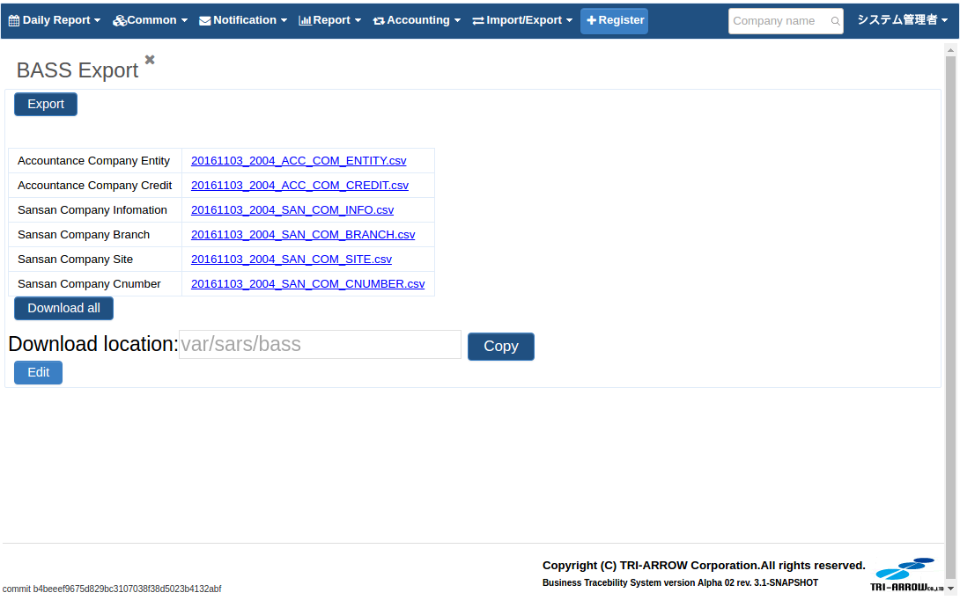 Daily Report Common Notification Report Accounting Import/Export Register Company name システム管理者
BASS Export
Export
Accountance Company Entity 20161103_2004_ACC_COM_ENTITY.csv
Accountance Company Credit 20161103_2004_ACC_COM_CREDIT.csv
Sansan Company Infomation 20161103_2004_SAN_COM_INFO.csv
Sansan Company Branch 20161103_2004_SAN_COM_BRANCH.csv
Sansan Company Site 20161103_2004_SAN_COM_SITE.csv
Sansan Company Cnumber 20161103_2004_SAN_COM_CNUMBER.csv
Download all
Download location: var/sars/bass Copy
Edit
Copyright (C) TRI-ARROW Corporation.All rights reserved.
Business Tracebility System version Alpha 02 rev. 3.1-SNAPSHOT
TRI-ARROW CO.,LTD
commit b4beeef9675d829bc3107038f38d5023b4132abf